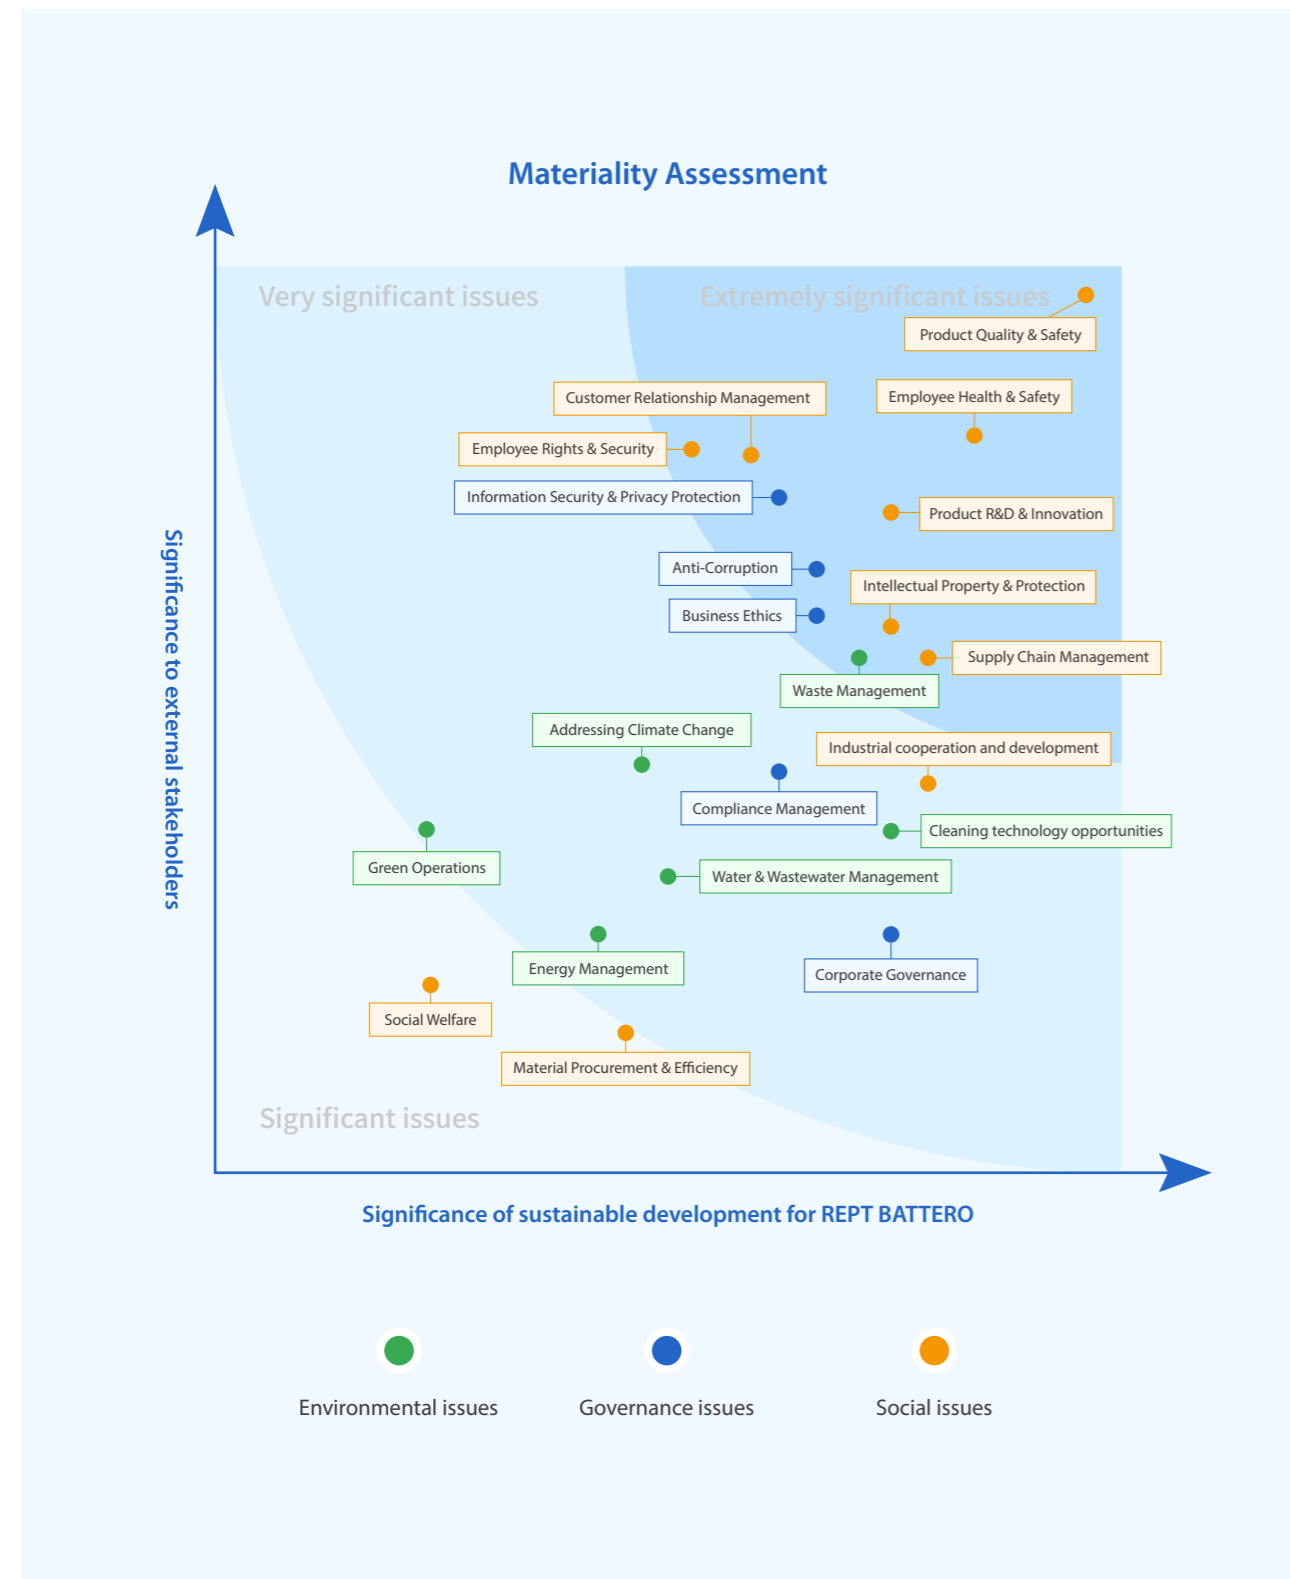 Materiality Assessment
Very significant issues
Extremely significant issues
Product Quality & Safety
Customer Relationship Management
Employee Health & Safety
Employee Rights & Security
Information Security & Privacy Protection
Product R&D & Innovation
Anti-Corruption
Intellectual Property & Protection
Business Ethics
Supply Chain Management
Waste Management
Addressing Climate Change
Industrial cooperation and development
Compliance Management
Cleaning technology opportunities
Green Operations
Water & Wastewater Management
Energy Management
Corporate Governance
Social Welfare
Material Procurement & Efficiency
Significant issues
Significance to external stakeholders
Significance of sustainable development for REPT BATTERO
Environmental issues
Governance issues
Social issues